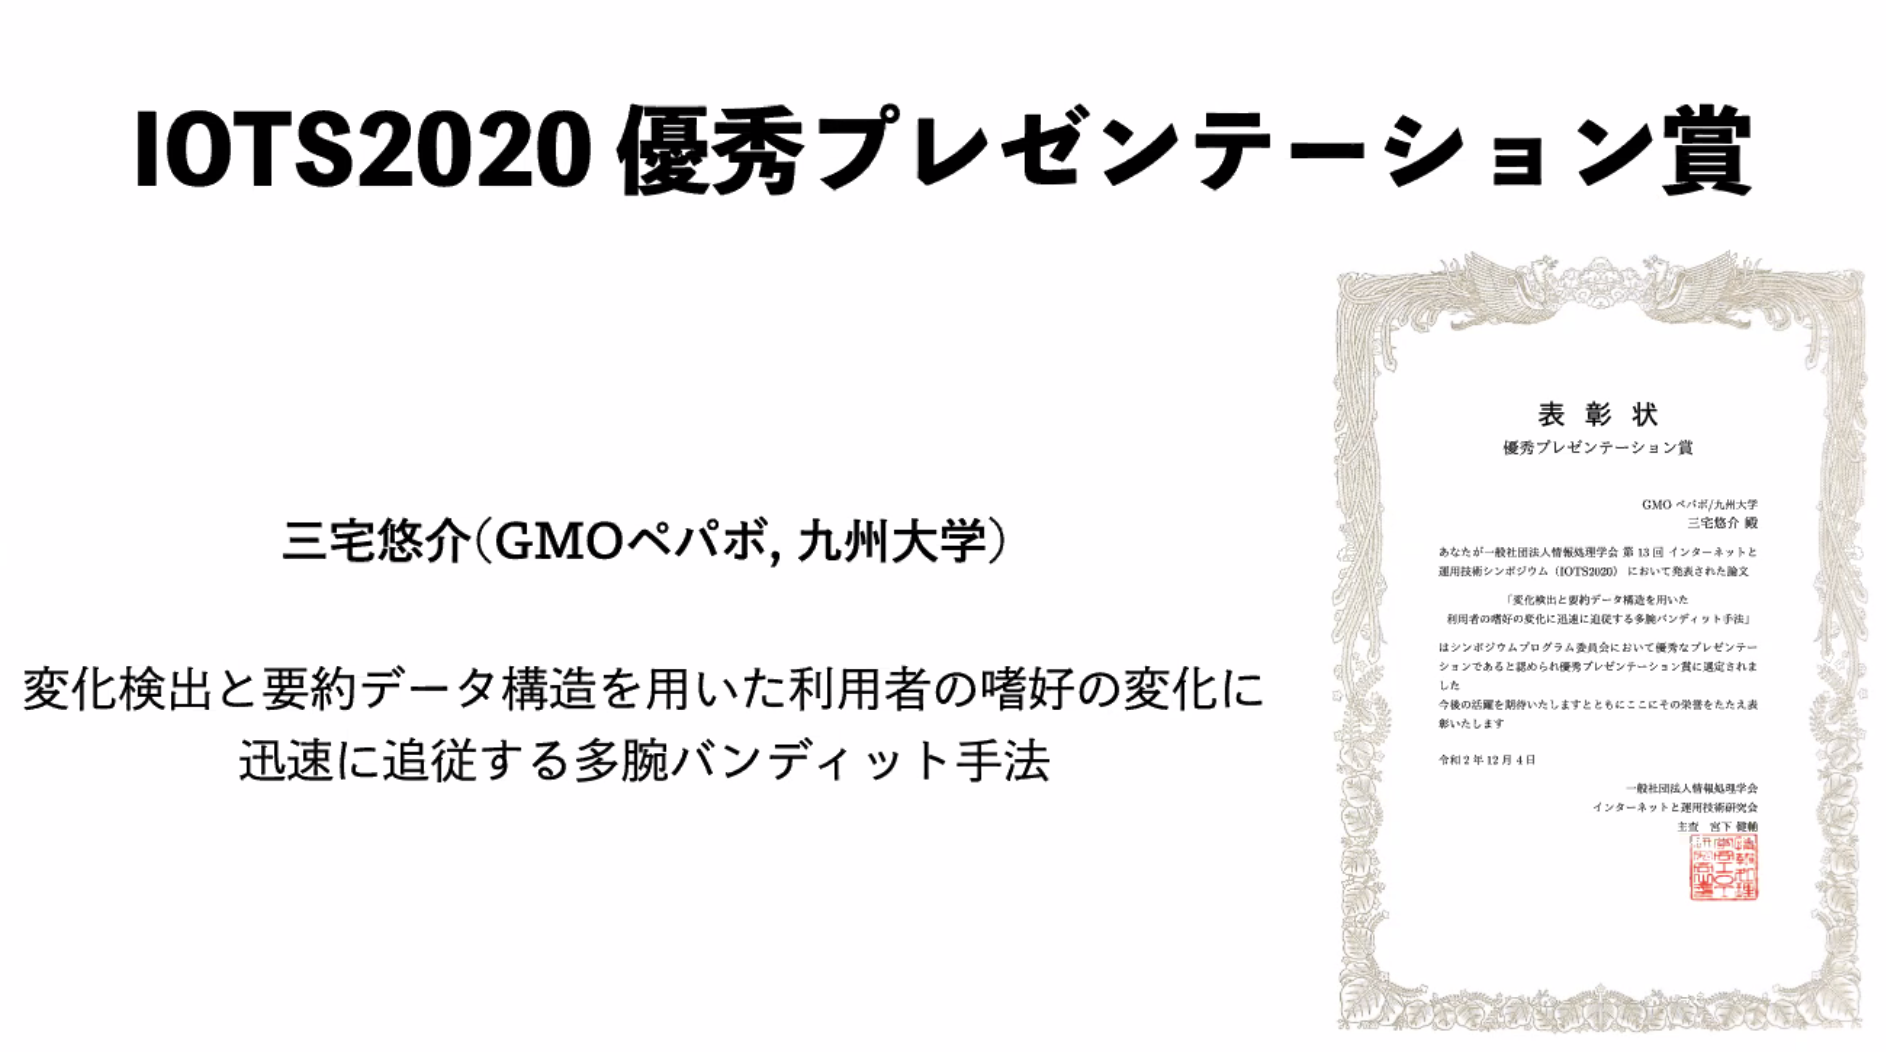 IOTS2020 優秀プレゼンテーション賞
三宅悠介(GMOペパボ, 九州大学)
変化検出と要約データ構造を用いた利用者の嗜好の変化に
迅速に追従する多腕バンディット手法
表 彰 状
優秀プレゼンテーション賞
GMO ペパボ/九州大学
三宅悠介 殿
あなたが一般社団法人情報処理学会 第 13 回 インターネットと
運用技術シンポジウム（IOTS2020） において発表された論文
「変化検出と要約データ構造を用いた
利用者の嗜好の変化に迅速に追従する多腕バンディット手法」
はシンポジウムプログラム委員会において優秀なプレゼンテー
ションであると認められ優秀プレゼンテーション賞に選定されま
した
今後の活躍を期待いたしますとともにここにその栄誉をたたえ表
彰いたします
令和 2 年 12 月 4 日
一般社団法人情報処理学会
インターネットと運用技術研究会
主査 宮下 健輔